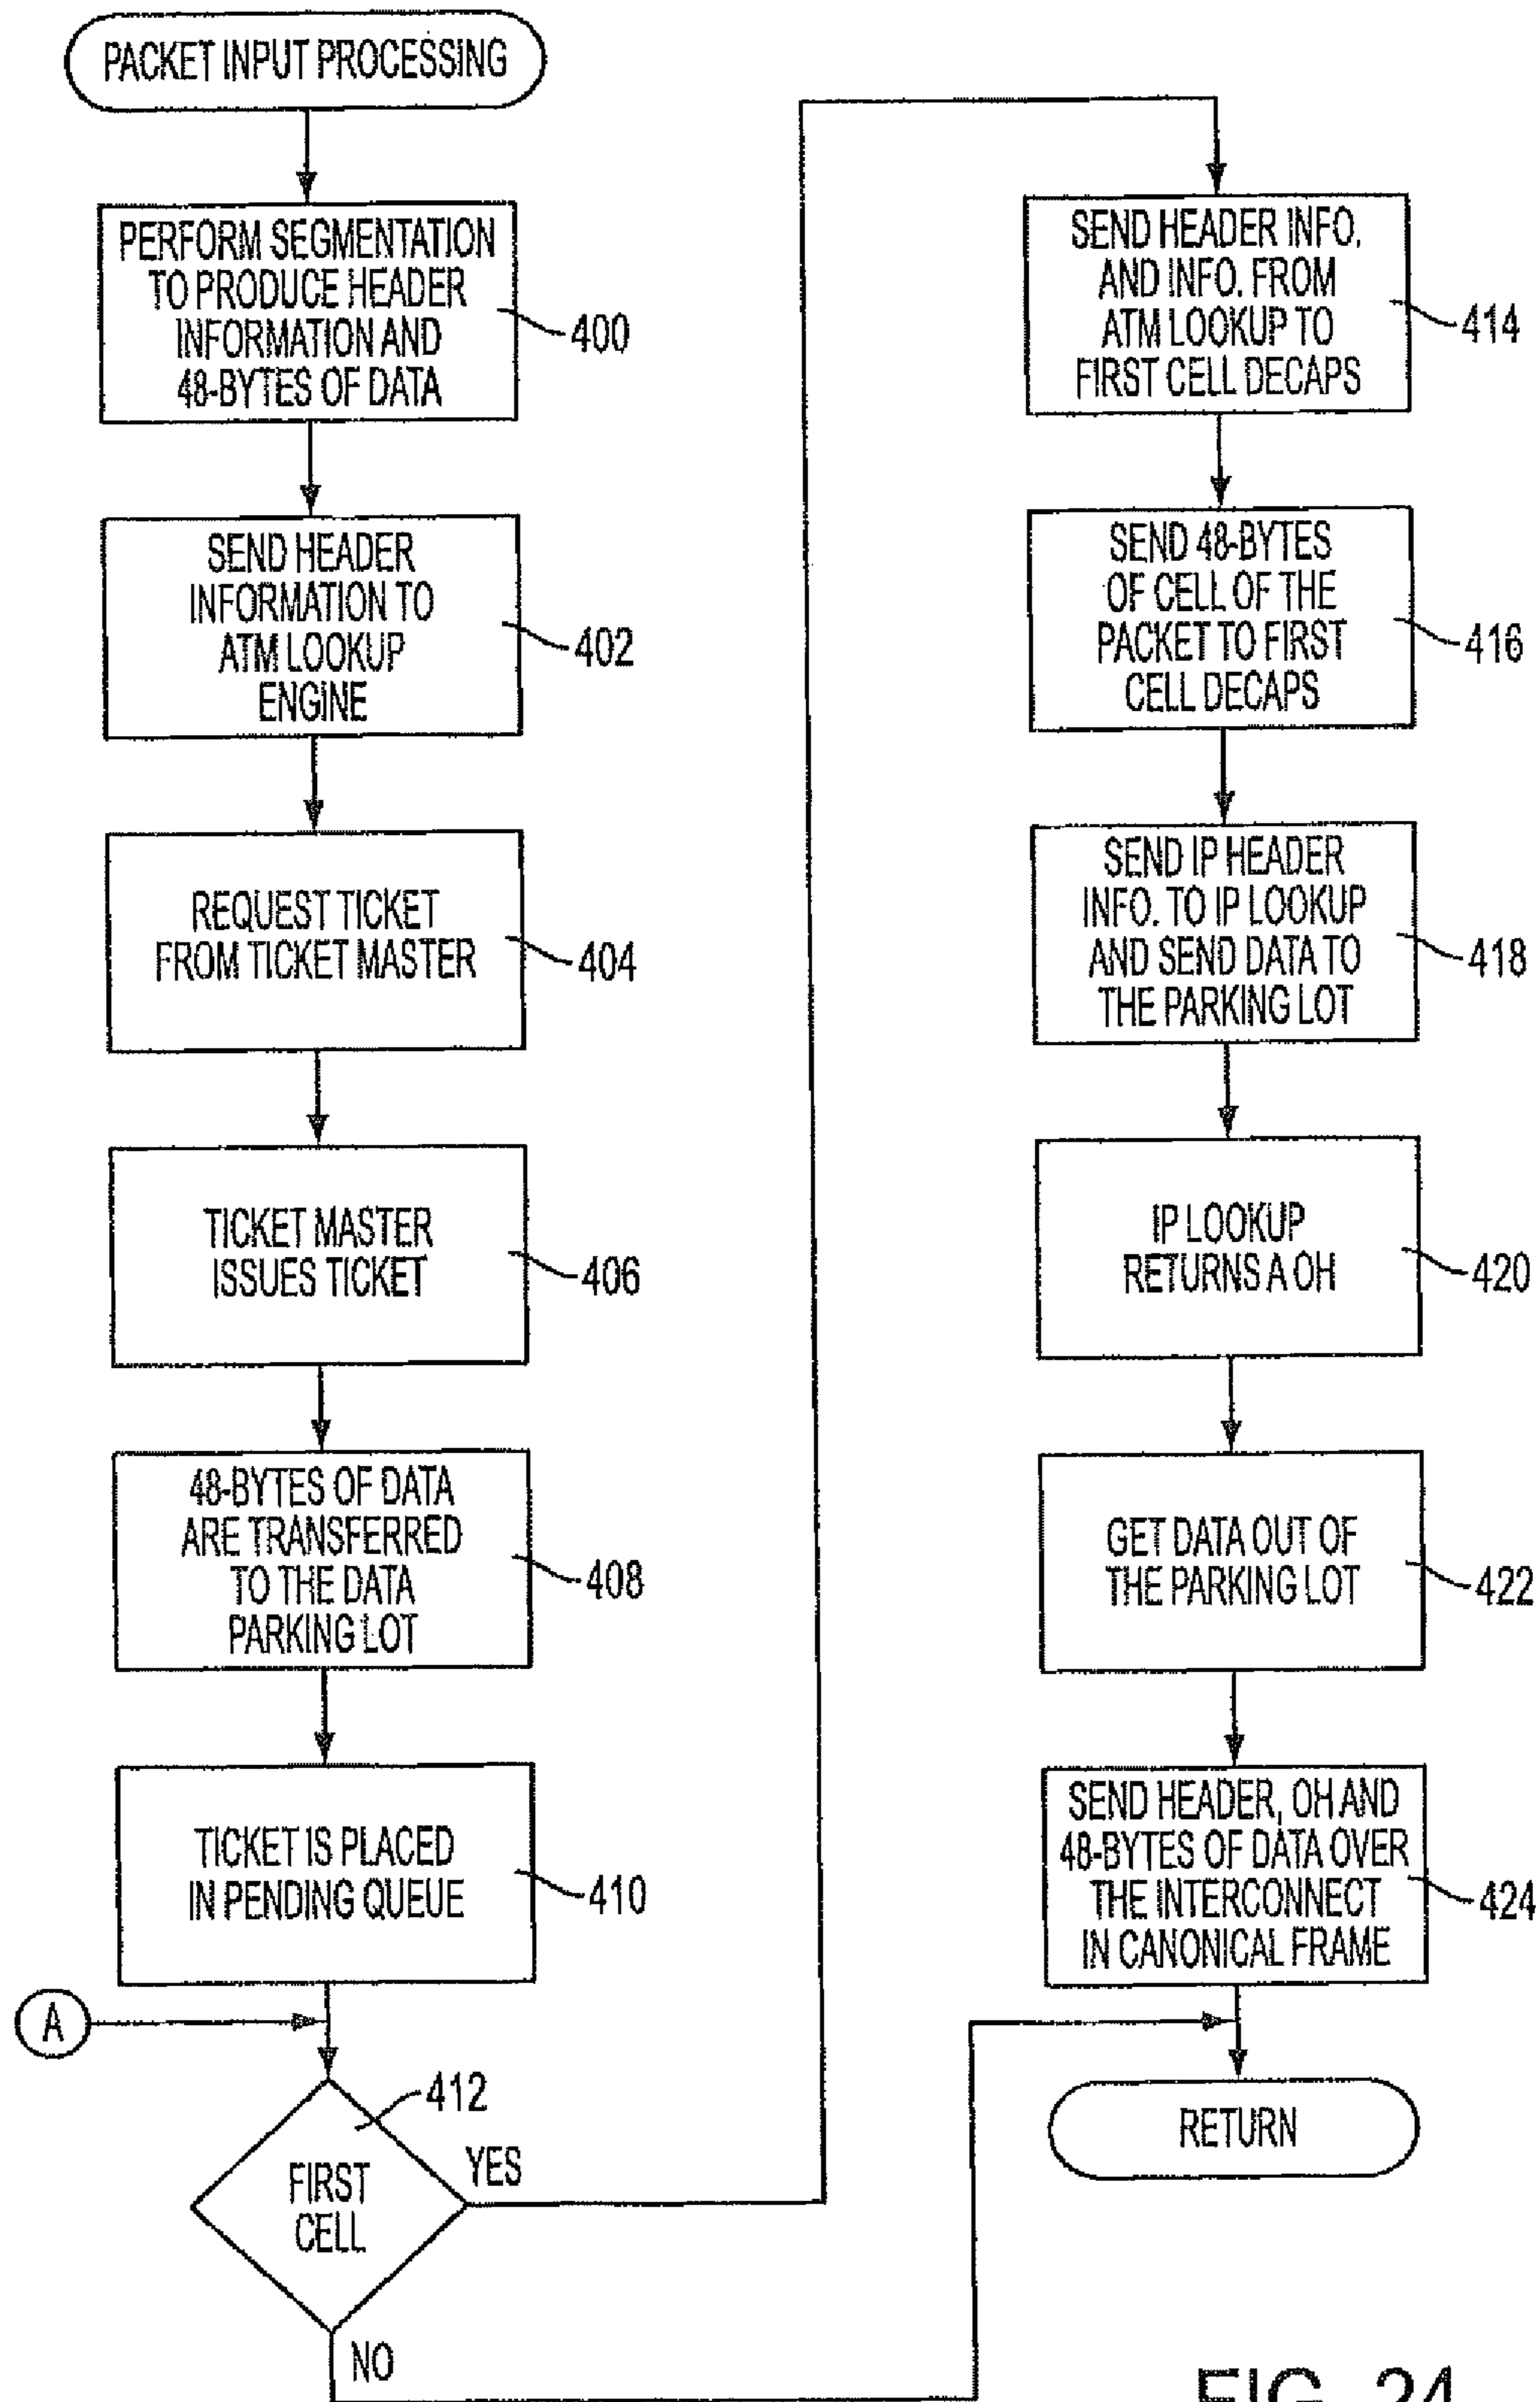 PACKET INPUT PROCESSING
PERFORM SEGMENTATION
TO PRODUCE HEADER
INFORMATION AND
48-BYTES OF DATA
400
SEND HEADER
INFORMATION TO
ATM LOOKUP
ENGINE
402
REQUEST TICKET
FROM TICKET MASTER
404
TICKET MASTER
ISSUES TICKET
406
48-BYTES OF DATA
ARE TRANSFERRED
TO THE DATA
PARKING LOT
408
TICKET IS PLACED
IN PENDING QUEUE
410
A
412
FIRST
CELL
YES
NO
SEND HEADER INFO.
AND INFO. FROM
ATM LOOKUP TO
FIRST CELL DECAPS
414
SEND 48-BYTES
OF CELL OF THE
PACKET TO FIRST
CELL DECAPS
416
SEND IP HEADER
INFO. TO IP LOOKUP
AND SEND DATA TO
THE PARKING LOT
418
IP LOOKUP
RETURNS A OH
420
GET DATA OUT OF
THE PARKING LOT
422
SEND HEADER, OH AND
48-BYTES OF DATA OVER
THE INTERCONNECT
IN CANONICAL FRAME
424
RETURN
FIG. 24